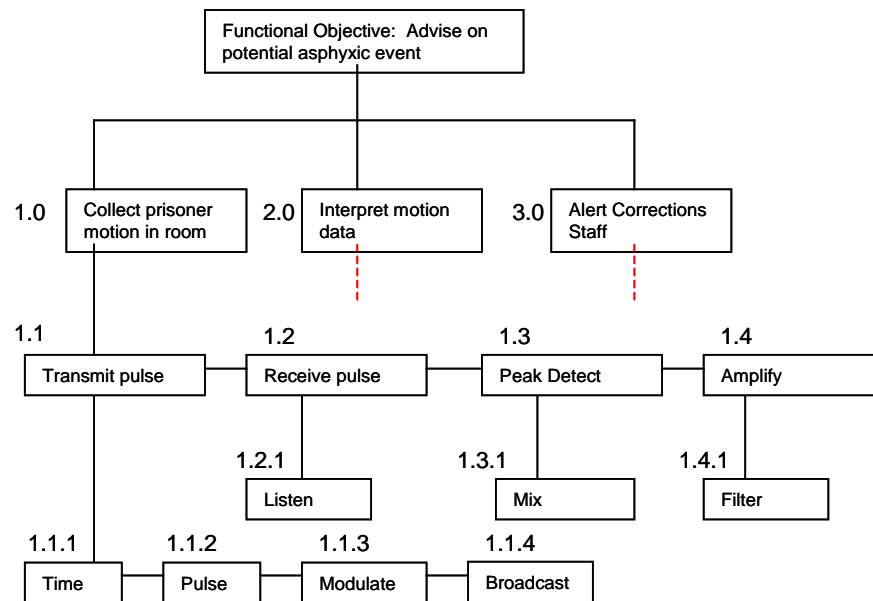 Functional Objective:  Advise on
potential asphyxic event
1.0
Collect prisoner
motion in room
2.0
Interpret motion
data
3.0
Alert Corrections
Staff
1.1
Transmit pulse
1.2
Receive pulse
1.3
Peak Detect
1.4
Amplify
1.2.1
Listen
1.3.1
Mix
1.4.1
Filter
1.1.1
Time
1.1.2
Pulse
1.1.3
Modulate
1.1.4
Broadcast